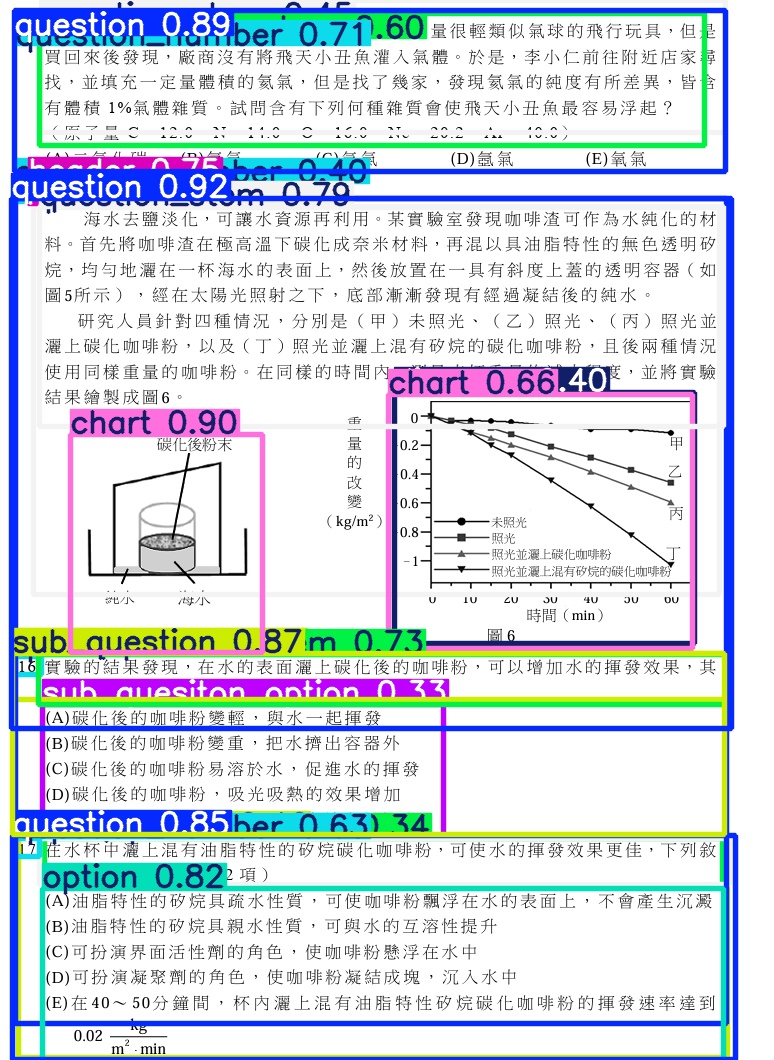 question 0.89
number 0.71
0.60
量很輕類似氣球的飛行玩具，但是
買回來後發現，廠商沒有將飛天小丑魚灌入氣體。於是，李小仁前往附近店家尋
找，並填充一定量體積的氦氣，但是找了幾家，發現氦氣的純度有所差異，皆含
有體積 1%氣體雜質。試問含有下列何種雜質會使飛天小丑魚最容易浮起？
(D)氬氣 (E)氧氣
header 0.75
ber 0.40
question 0.92
m 0.79
海水去鹽淡化，可讓水資源再利用。某實驗室發現咖啡渣可作為水純化的材
料。首先將咖啡渣在極高溫下碳化成奈米材料，再混以具油脂特性的無色透明矽
烷，均勻地灑在一杯海水的表面上，然後放置在一具有斜度上蓋的透明容器（如
圖5所示），經在太陽光照射之下，底部漸漸發現有經過凝結後的純水。
研究人員針對四種情況，分別是（甲）未照光、（乙）照光、（丙）照光並
灑上碳化咖啡粉，以及（丁）照光並灑上混有矽烷的碳化咖啡粉，且後兩種情況
使用同樣重量的咖啡粉。在同樣的時間內
度，並將實驗
結果繪製成圖6。
chart 0.66
.40
chart 0.90
碳化後粉末
純水 海水
重量的改變
（kg/m²）
0
0.2
0.4
0.6
0.8
−1
甲
乙
丙
丁
未照光
照光
照光並灑上碳化咖啡粉
照光並灑上混有矽烷的碳化咖啡粉
0 10 20 30 40 50 60
時間（min）
圖 6
sub_question 0.87
m 0.73
16 實驗的結果發現，在水的表面灑上碳化後的咖啡粉，可以增加水的揮發效果，其
sub_quesiton_option 0.33
(A)碳化後的咖啡粉變輕，與水一起揮發
(B)碳化後的咖啡粉變重，把水擠出容器外
(C)碳化後的咖啡粉易溶於水，促進水的揮發
(D)碳化後的咖啡粉，吸光吸熱的效果增加
question 0.85
ber 0.63
0.34
17 在水杯中灑上混有油脂特性的矽烷碳化咖啡粉，可使水的揮發效果更佳，下列敘
option 0.82
2 項）
(A)油脂特性的矽烷具疏水性質，可使咖啡粉飄浮在水的表面上，不會產生沉澱
(B)油脂特性的矽烷具親水性質，可與水的互溶性提升
(C)可扮演界面活性劑的角色，使咖啡粉懸浮在水中
(D)可扮演凝聚劑的角色，使咖啡粉凝結成塊，沉入水中
(E)在40～50分鐘間，杯內灑上混有油脂特性矽烷碳化咖啡粉的揮發速率達到
0.02 kg/m²·min